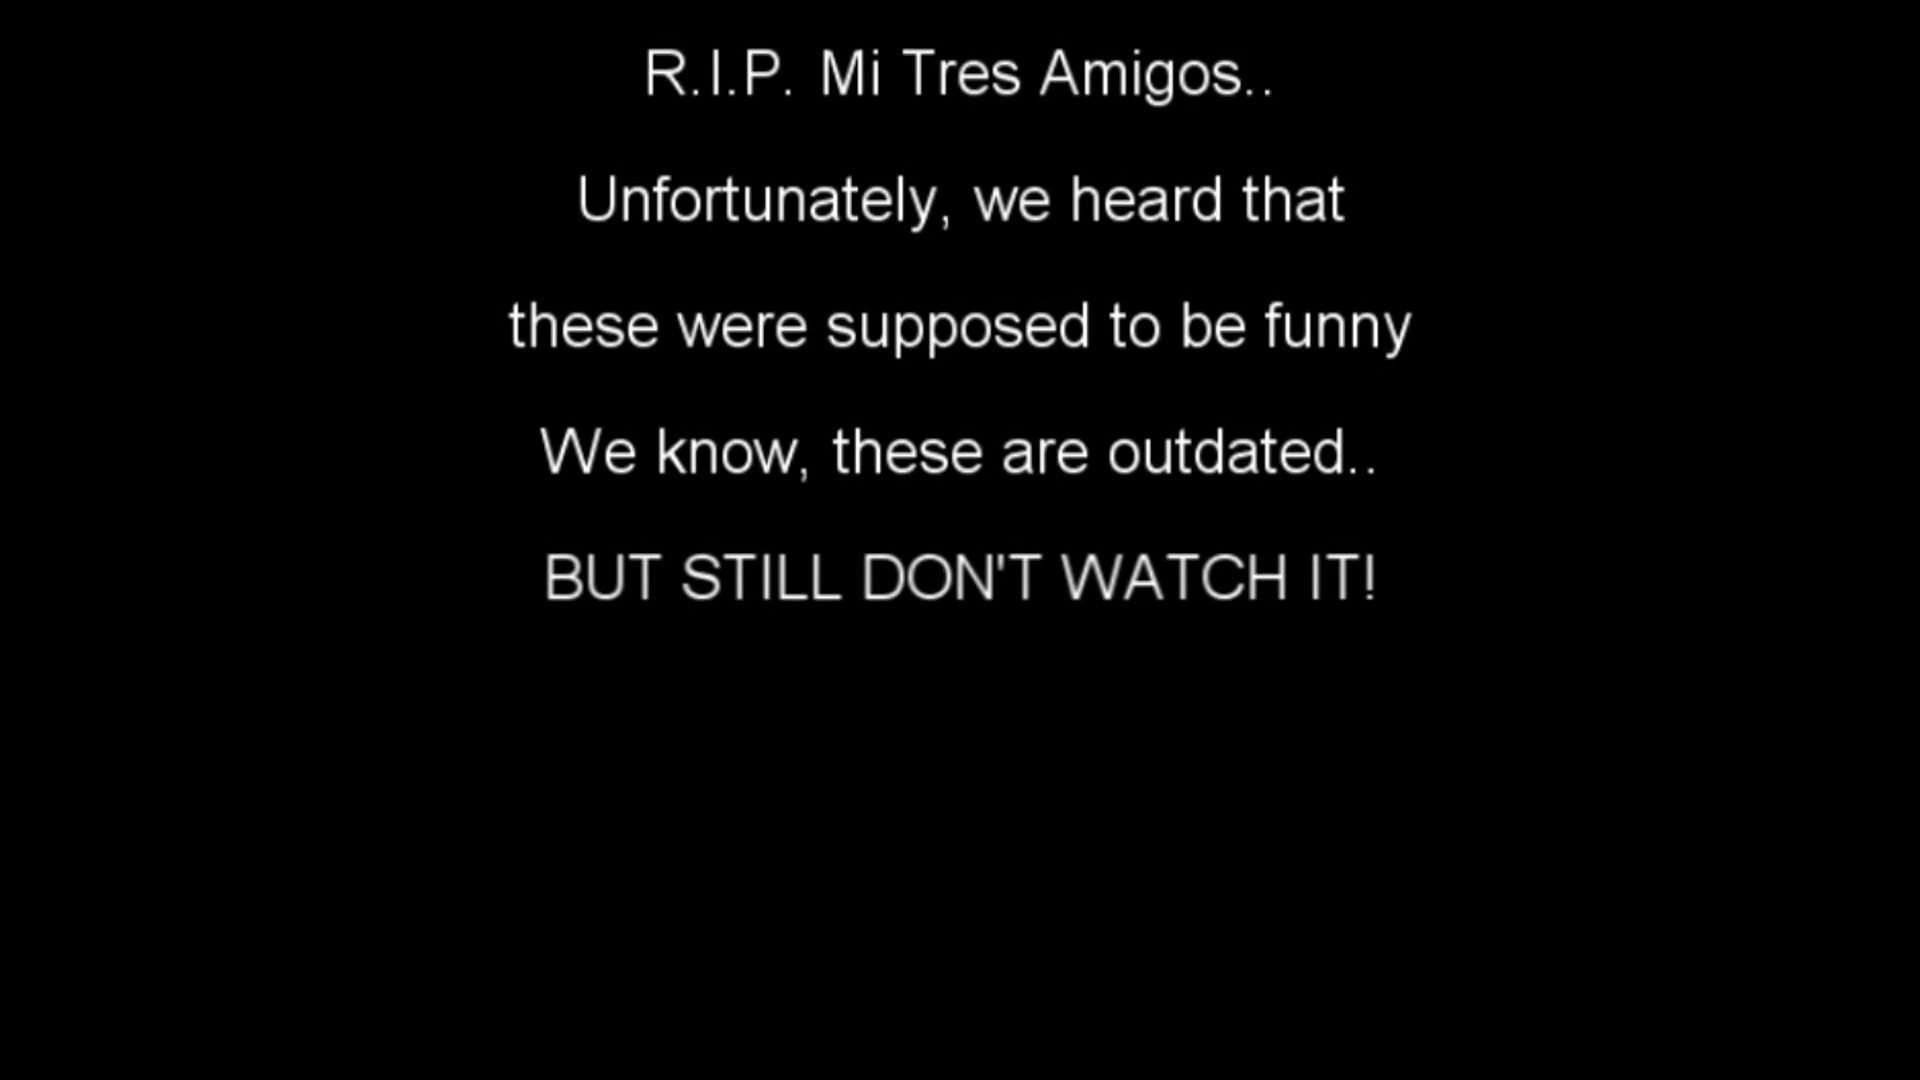 R.I.P. Mi Tres Amigos..
Unfortunately, we heard that
these were supposed to be funny
We know, these are outdated..
BUT STILL DON'T WATCH IT!